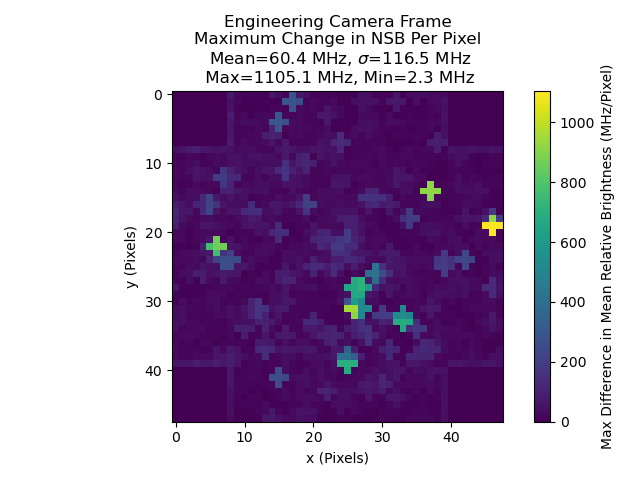 Engineering Camera Frame
Maximum Change in NSB Per Pixel
Mean=60.4 MHz, σ=116.5 MHz
Max=1105.1 MHz, Min=2.3 MHz
0
10
20
30
40
y (Pixels)
0
10
20
30
40
x (Pixels)
1000
800
600
400
200
0
Max Difference in Mean Relative Brightness (MHz/Pixel)